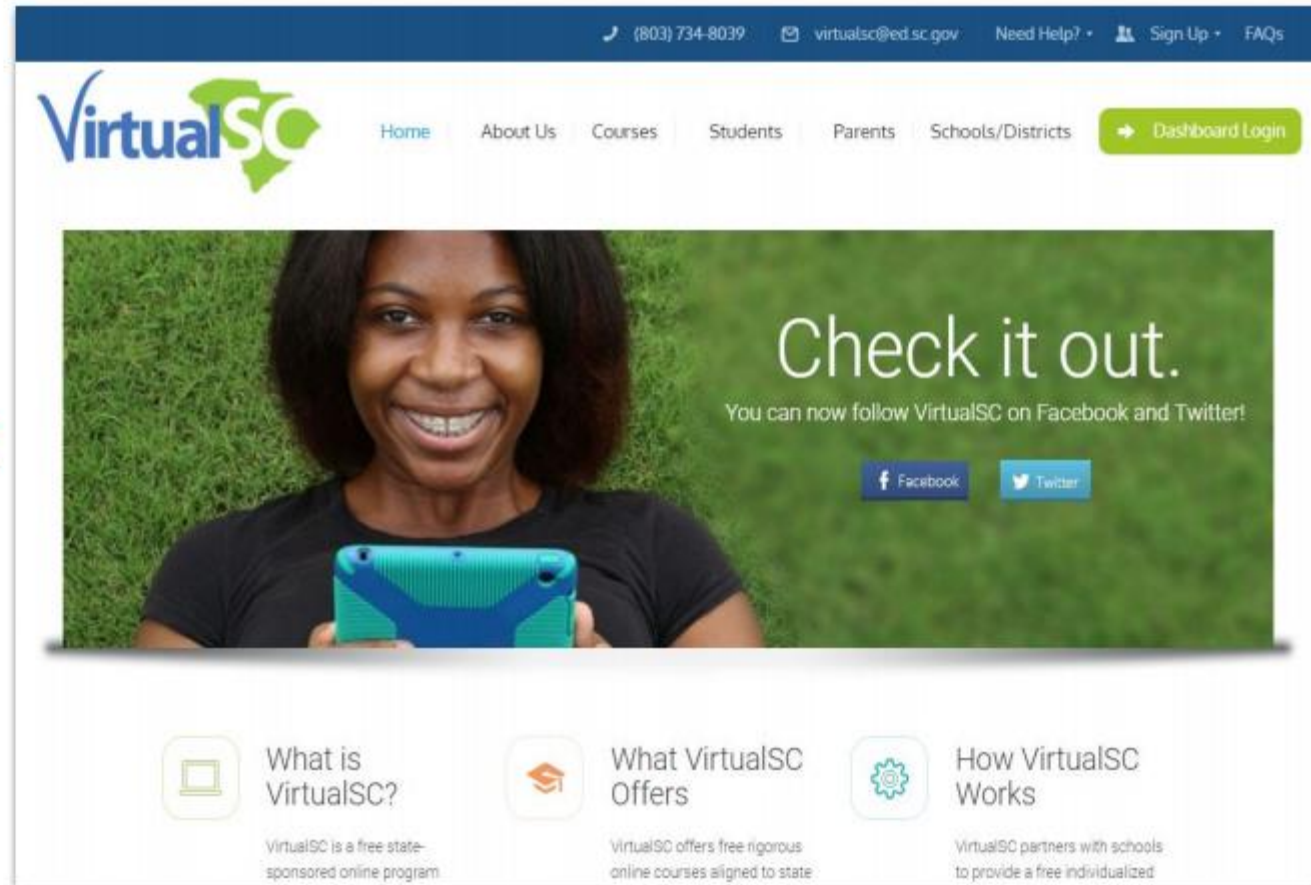 (803) 734-8039 virtualsc@ed.sc.gov Need Help? Sign Up FAQs
VirtualSC
Home About Us Courses Students Parents Schools/Districts Dashboard Login
Check it out.
You can now follow VirtualSC on Facebook and Twitter!
Facebook Twitter
What is
VirtualSC?
VirtualSC is a free state-
sponsored online program
What VirtualSC
Offers
VirtualSC offers free rigorous
online courses aligned to state
How VirtualSC
Works
VirtualSC partners with schools
to provide a free individualized